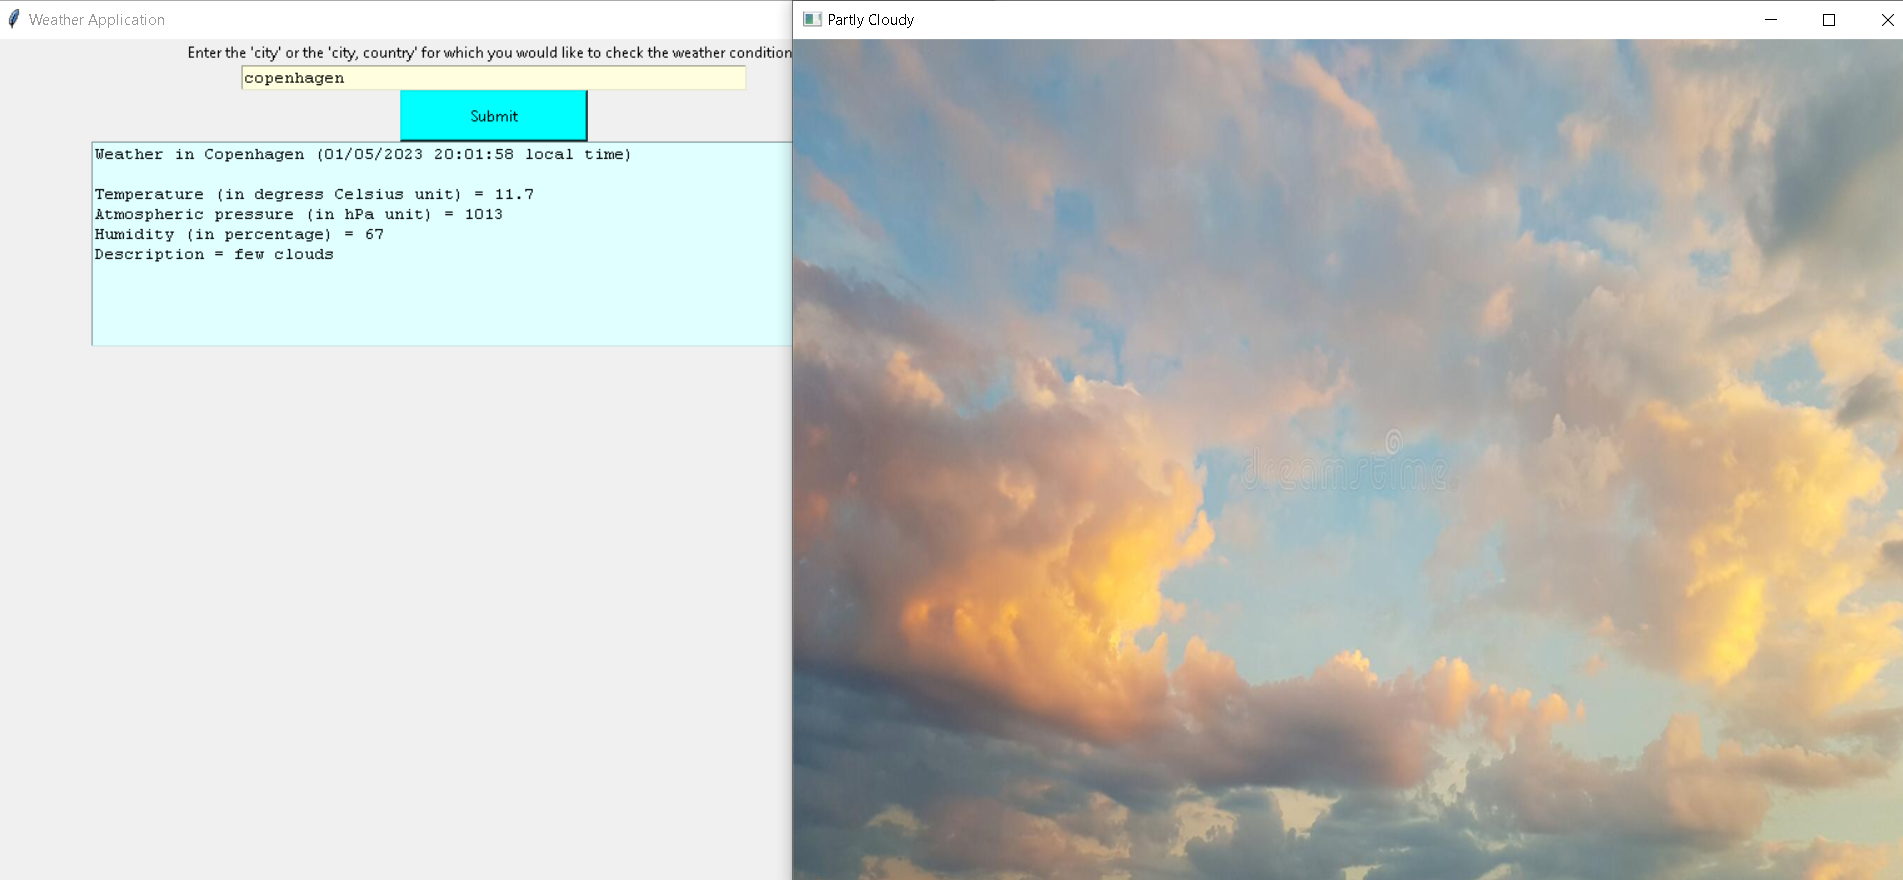 Weather Application
Enter the 'city' or the 'city, country' for which you would like to check the weather condition
copenhagen
Submit
Weather in Copenhagen (01/05/2023 20:01:58 local time)
Temperature (in degress Celsius unit) = 11.7
Atmospheric pressure (in hPa unit) = 1013
Humidity (in percentage) = 67
Description = few clouds
Partly Cloudy
dreamstime